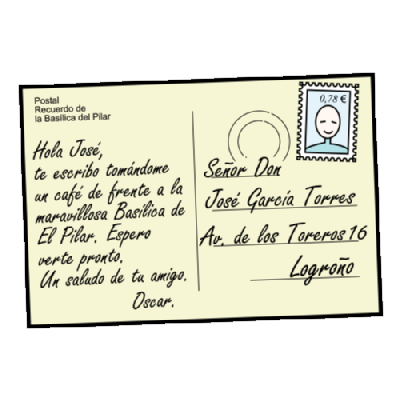 Postal
Recuerdo de
la Basílica del Pilar
Hola José,
te escribo tomándome
un café de frente a la
maravillosa Basílica de
El Pilar. Espero
verte pronto.
Un saludo de tu amigo.
Oscar.
0,78 €
Señor Don
José García Torres
Av. de los Toreros 16
Logroño